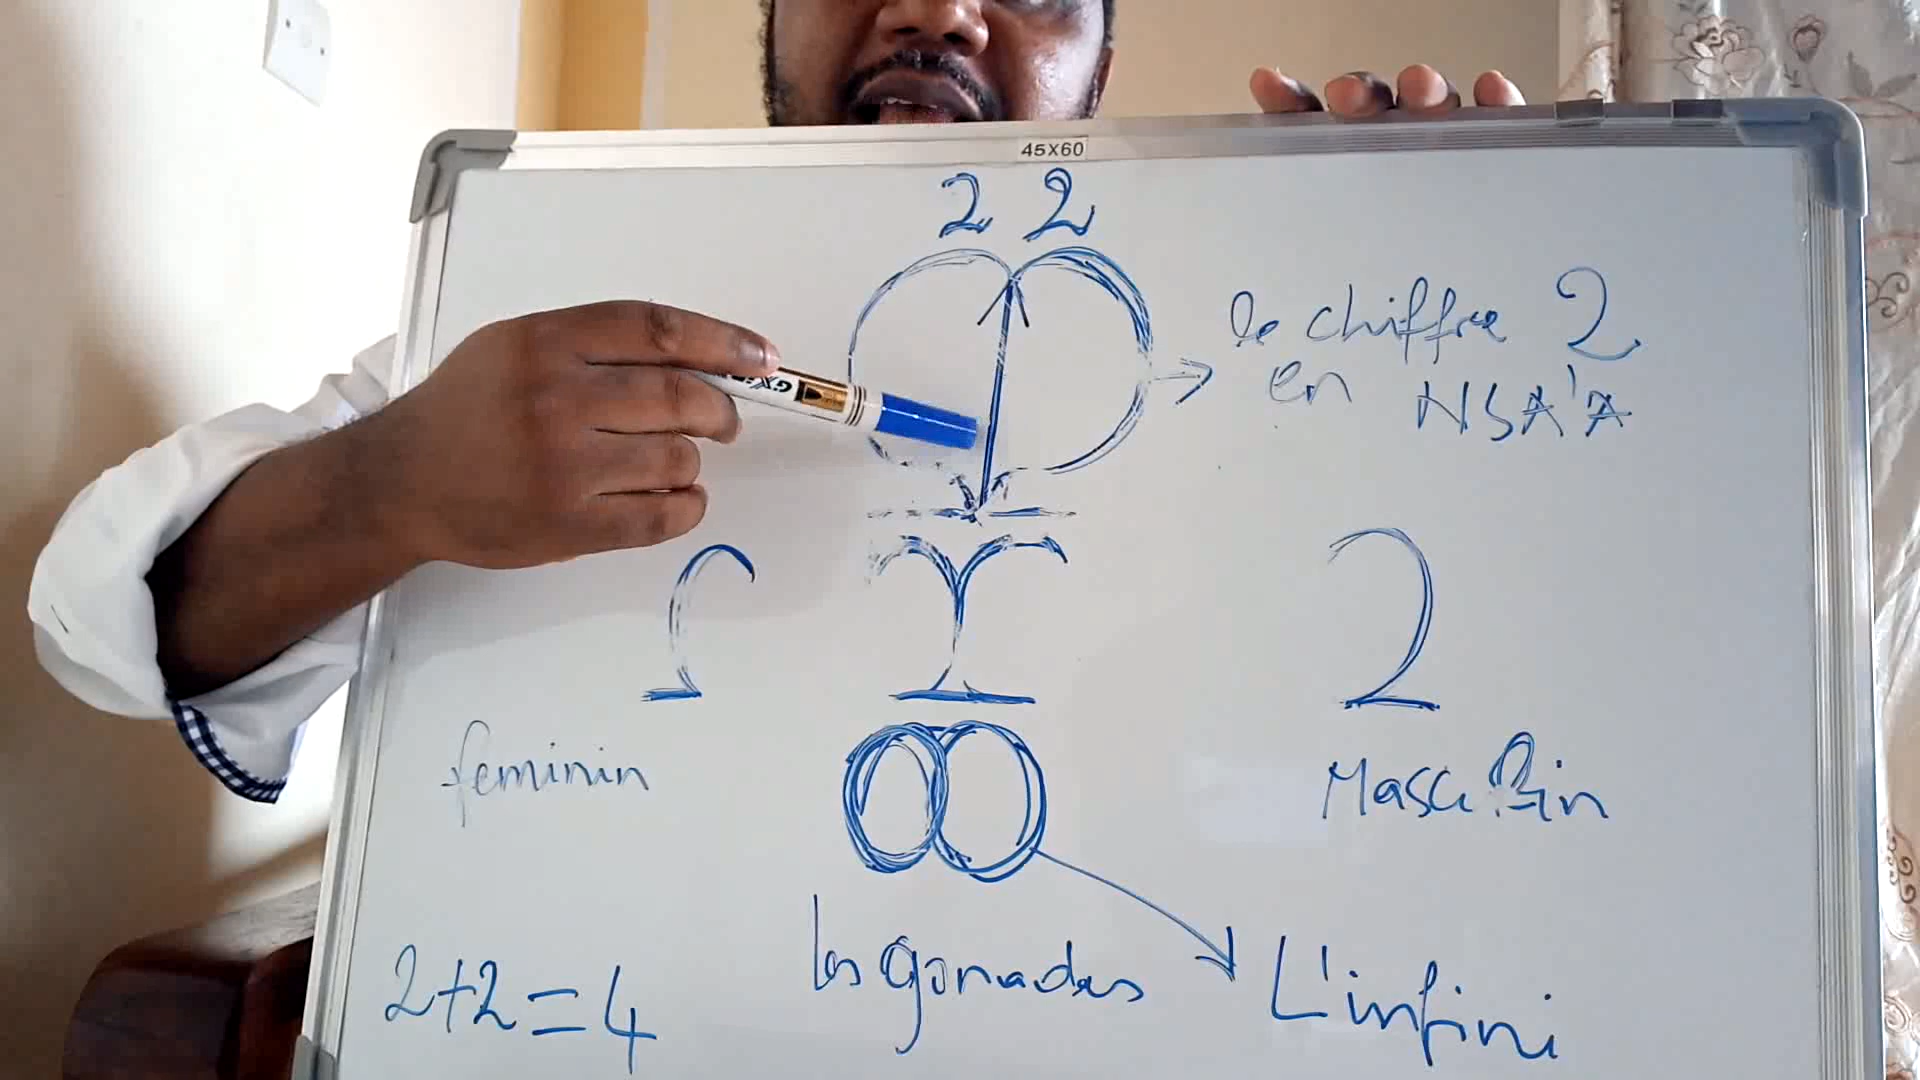 45X60
2 2
le chiffre 2
en NSA'A
2
feminin
Masculin
les gonades
L'infini
2+2=4